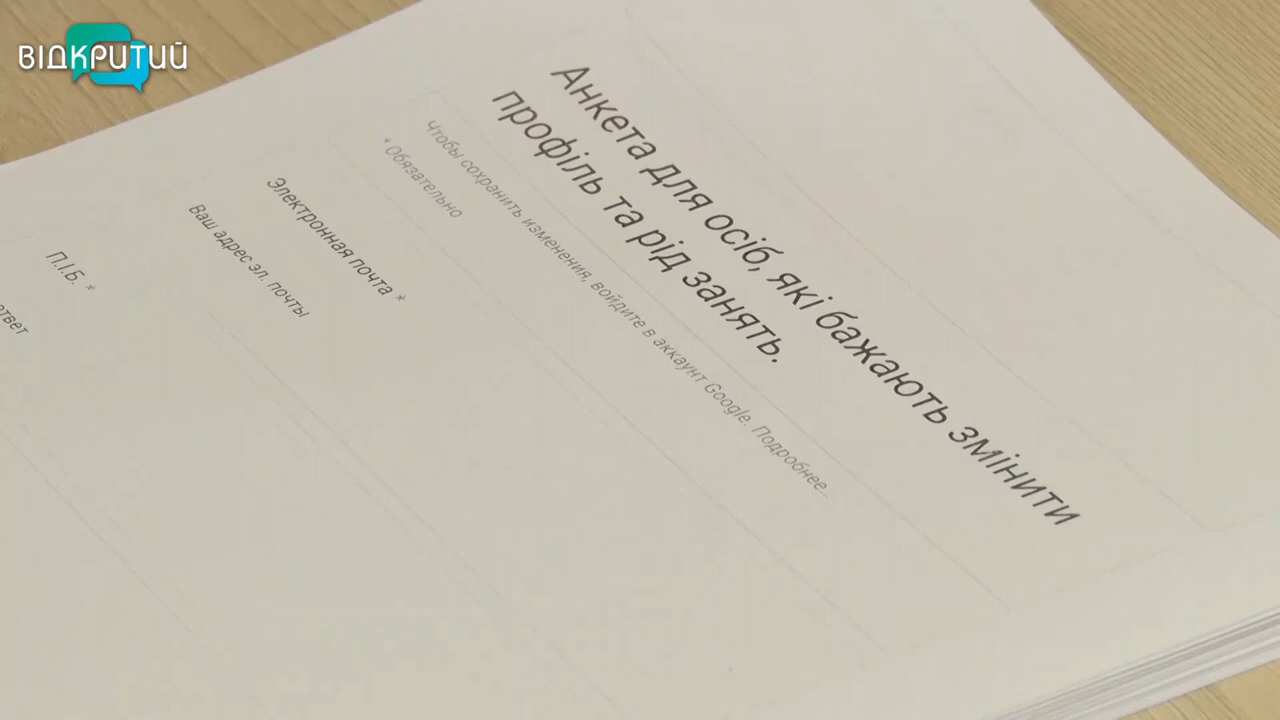 ВІДКРИТИЙ
Анкета для осіб, які бажають змінити
профіль та рід занять.
Чтобы сохранить изменения, войдите в аккаунт Google. Подробнее…
* Обязательно
Электронная почта *
Ваш адрес эл. почты
П.І.Б. *
ответ